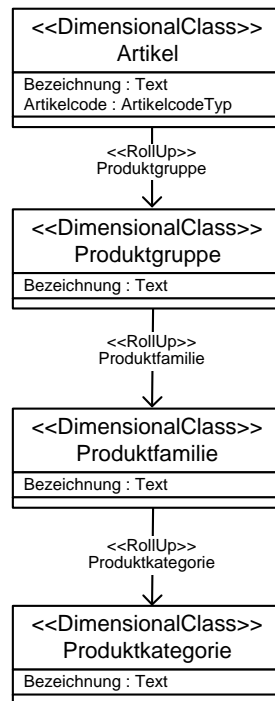 <<DimensionalClass>>
Artikel
Bezeichnung : Text
Artikelcode : ArtikelcodeTyp
<<RollUp>>
Produktgruppe
<<DimensionalClass>>
Produktgruppe
Bezeichnung : Text
<<RollUp>>
Produktfamilie
<<DimensionalClass>>
Produktfamilie
Bezeichnung : Text
<<RollUp>>
Produktkategorie
<<DimensionalClass>>
Produktkategorie
Bezeichnung : Text